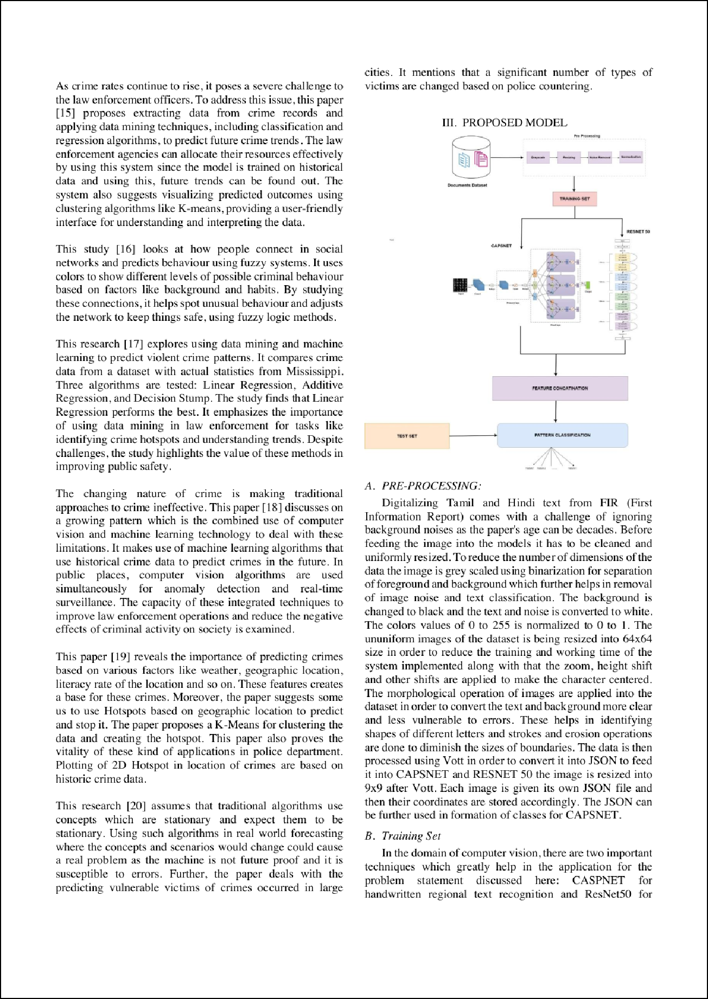 As crime rates continue to rise, it poses a severe challenge to
the law enforcement officers. To address this issue, this paper
[15] proposes extracting data from crime records and
applying data mining techniques, including classification and
regression algorithms, to predict future crime trends. The law
enforcement agencies can allocate their resources effectively
by using this system since the model is trained on historical
data and using this, future trends can be found out. The
system also suggests visualizing predicted outcomes using
clustering algorithms like K-means, providing a user-friendly
interface for understanding and interpreting the data.
This study [16] looks at how people connect in social
networks and predicts behaviour using fuzzy systems. It uses
colors to show different levels of possible criminal behaviour
based on factors like background and habits. By studying
these connections, it helps spot unusual behaviour and adjusts
the network to keep things safe, using fuzzy logic methods.
This research [17] explores using data mining and machine
learning to predict violent crime patterns. It compares crime
data from a dataset with actual statistics from Mississippi.
Three algorithms are tested: Linear Regression, Additive
Regression, and Decision Stump. The study finds that Linear
Regression performs the best. It emphasizes the importance
of using data mining in law enforcement for tasks like
identifying crime hotspots and understanding trends. Despite
challenges, the study highlights the value of these methods in
improving public safety.
The changing nature of crime is making traditional
approaches to crime ineffective. This paper [18] discusses on
a growing pattern which is the combined use of computer
vision and machine learning technology to deal with these
limitations. It makes use of machine learning algorithms that
use historical crime data to predict crimes in the future. In
public places, computer vision algorithms are used
simultaneously for anomaly detection and real-time
surveillance. The capacity of these integrated techniques to
improve law enforcement operations and reduce the negative
effects of criminal activity on society is examined.
This paper [19] reveals the importance of predicting crimes
based on various factors like weather, geographic location,
literacy rate of the location and so on. These features creates
a base for these crimes. Moreover, the paper suggests some
us to use Hotspots based on geographic location to predict
and stop it. The paper proposes a K-Means for clustering the
data and creating the hotspot. This paper also proves the
vitality of these kind of applications in police department.
Plotting of 2D Hotspot in location of crimes are based on
historic crime data.
This research [20] assumes that traditional algorithms use
concepts which are stationary and expect them to be
stationary. Using such algorithms in real world forecasting
where the concepts and scenarios would change could cause
a real problem as the machine is not future proof and it is
susceptible to errors. Further, the paper deals with the
predicting vulnerable victims of crimes occurred in large
cities. It mentions that a significant number of types of
victims are changed based on police countering.
III. PROPOSED MODEL
Pre Processing
Grayscale Resizing Noise Removal Normalization
Documents Dataset
TRAINING SET
RESNET 50
CAPSNET
FEATURE CONCATINATION
TEST SET
PATTERN CLASSIFICATION
A. PRE-PROCESSING:
Digitalizing Tamil and Hindi text from FIR (First
Information Report) comes with a challenge of ignoring
background noises as the paper's age can be decades. Before
feeding the image into the models it has to be cleaned and
uniformly resized. To reduce the number of dimensions of the
data the image is grey scaled using binarization for separation
of foreground and background which further helps in removal
of image noise and text classification. The background is
changed to black and the text and noise is converted to white.
The colors values of 0 to 255 is normalized to 0 to 1. The
ununiform images of the dataset is being resized into 64x64
size in order to reduce the training and working time of the
system implemented along with that the zoom, height shift
and other shifts are applied to make the character centered.
The morphological operation of images are applied into the
dataset in order to convert the text and background more clear
and less vulnerable to errors. These helps in identifying
shapes of different letters and strokes and erosion operations
are done to diminish the sizes of boundaries. The data is then
processed using Vott in order to convert it into JSON to feed
it into CAPSNET and RESNET 50 the image is resized into
9x9 after Vott. Each image is given its own JSON file and
then their coordinates are stored accordingly. The JSON can
be further used in formation of classes for CAPSNET.
B. Training Set
In the domain of computer vision, there are two important
techniques which greatly help in the application for the
problem statement discussed here: CASPNET for
handwritten regional text recognition and ResNet50 for